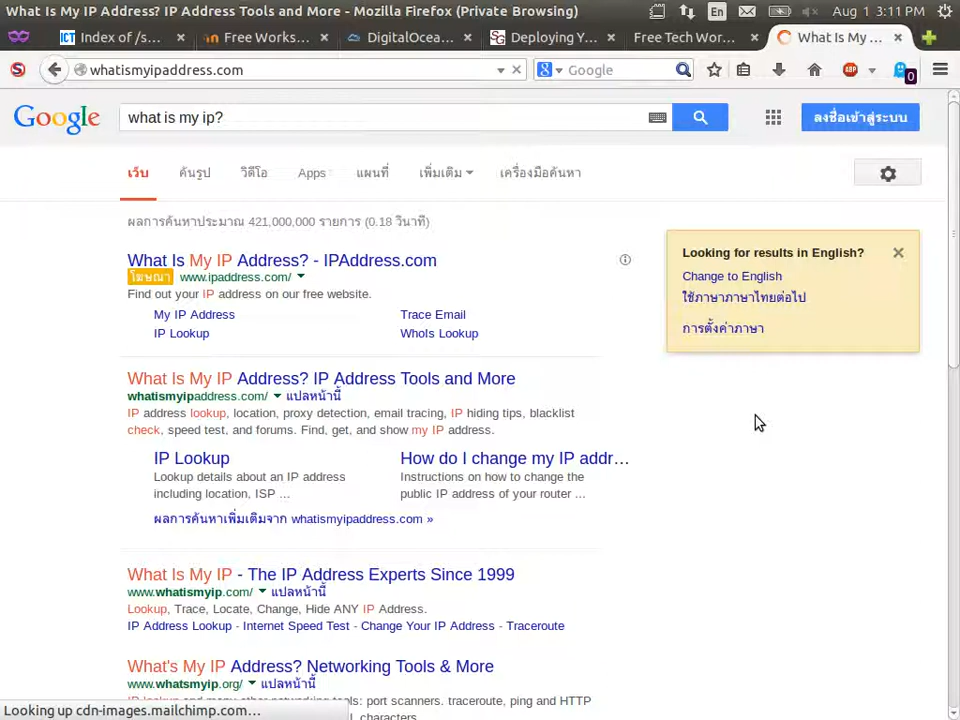 What Is My IP Address? IP Address Tools and More - Mozilla Firefox (Private Browsing)
En
Aug 1 3:11 PM
Index of /s...
Free Works...
DigitalOcea...
Deploying Y...
Free Tech Wor...
What Is My ...
whatismyipaddress.com
Google
0
Google
what is my ip?
ลงชื่อเข้าสู่ระบบ
เว็บ
ค้นรูป
วิดีโอ
Apps
แผนที่
เพิ่มเติม
เครื่องมือค้นหา
ผลการค้นหาประมาณ 421,000,000 รายการ (0.18 วินาที)
Looking for results in English?
Change to English
ใช้ภาษาภาษาไทยต่อไป
การตั้งค่าภาษา
What Is My IP Address? - IPAddress.com
โฆษณา www.ipaddress.com/
Find out your IP address on our free website.
My IP Address
Trace Email
IP Lookup
WhoIs Lookup
What Is My IP Address? IP Address Tools and More
whatismyipaddress.com/ แปลหน้านี้
IP address lookup, location, proxy detection, email tracing, IP hiding tips, blacklist
check, speed test, and forums. Find, get, and show my IP address.
IP Lookup
Lookup details about an IP address
including location, ISP ...
How do I change my IP addr...
Instructions on how to change the
public IP address of your router ...
ผลการค้นหาเพิ่มเติมจาก whatismyipaddress.com »
What Is My IP - The IP Address Experts Since 1999
www.whatismyip.com/ แปลหน้านี้
Lookup, Trace, Locate, Change, Hide ANY IP Address.
IP Address Lookup - Internet Speed Test - Change Your IP Address - Traceroute
What's My IP Address? Networking Tools & More
www.whatsmyip.org/ แปลหน้านี้
tools: port scanners, traceroute, ping and HTTP
characters.
Looking up cdn-images.mailchimp.com...